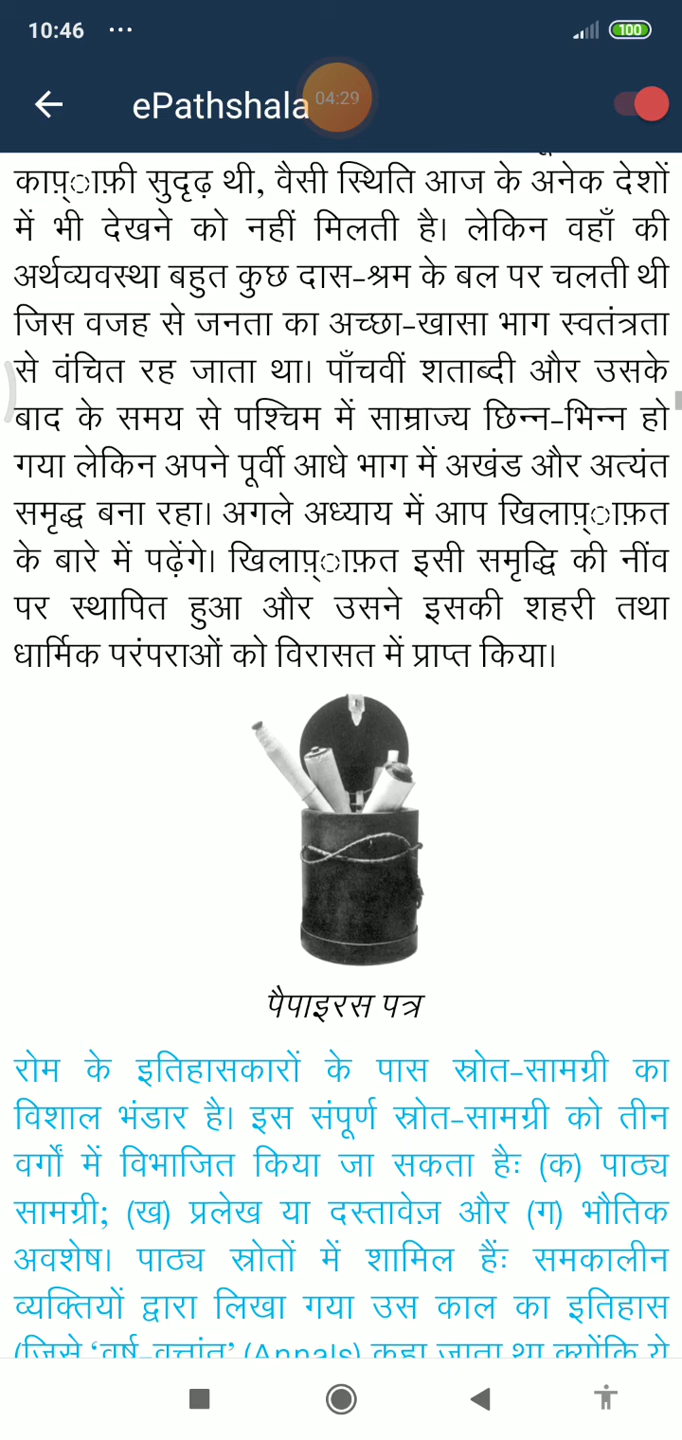 10:46 ...
100
ePathshala
04:29
काप़्ाफ़ी सुदृढ़ थी, वैसी स्थिति आज के अनेक देशों
में भी देखने को नहीं मिलती है। लेकिन वहाँ की
अर्थव्यवस्था बहुत कुछ दास-श्रम के बल पर चलती थी
जिस वजह से जनता का अच्छा-खासा भाग स्वतंत्रता
से वंचित रह जाता था। पाँचवीं शताब्दी और उसके
बाद के समय से पश्चिम में साम्राज्य छिन्न-भिन्न हो
गया लेकिन अपने पूर्वी आधे भाग में अखंड और अत्यंत
समृद्ध बना रहा। अगले अध्याय में आप खिलाप़्ाफ़त
के बारे में पढ़ेंगे। खिलाप़्ाफ़त इसी समृद्धि की नींव
पर स्थापित हुआ और उसने इसकी शहरी तथा
धार्मिक परंपराओं को विरासत में प्राप्त किया।
पैपाइरस पत्र
रोम के इतिहासकारों के पास स्रोत-सामग्री का
विशाल भंडार है। इस संपूर्ण स्रोत-सामग्री को तीन
वर्गों में विभाजित किया जा सकता हैः (क) पाठ्य
सामग्री; (ख) प्रलेख या दस्तावेज़ और (ग) भौतिक
अवशेष। पाठ्य स्रोतों में शामिल हैंः समकालीन
व्यक्तियों द्वारा लिखा गया उस काल का इतिहास
(जिसे ‘वर्ष-वृत्तांत’ (Annals) कहा जाता था क्योंकि ये